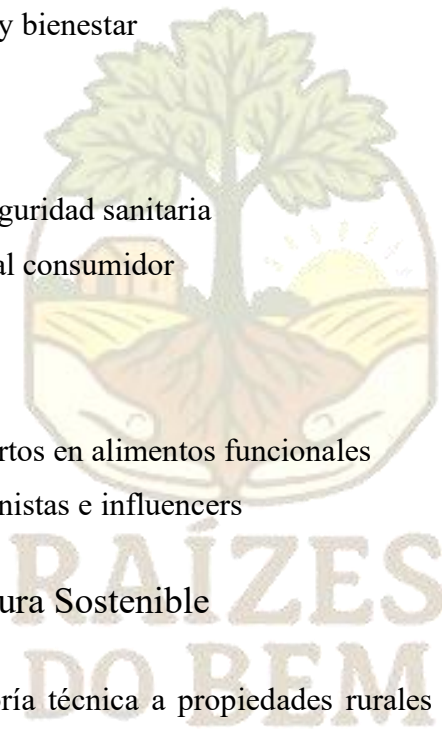 y bienestar
guridad sanitaria
al consumidor
rtos en alimentos funcionales
nistas e influencers
RAÍZES
ura Sostenible
DO BEM
ría técnica a propiedades rurales